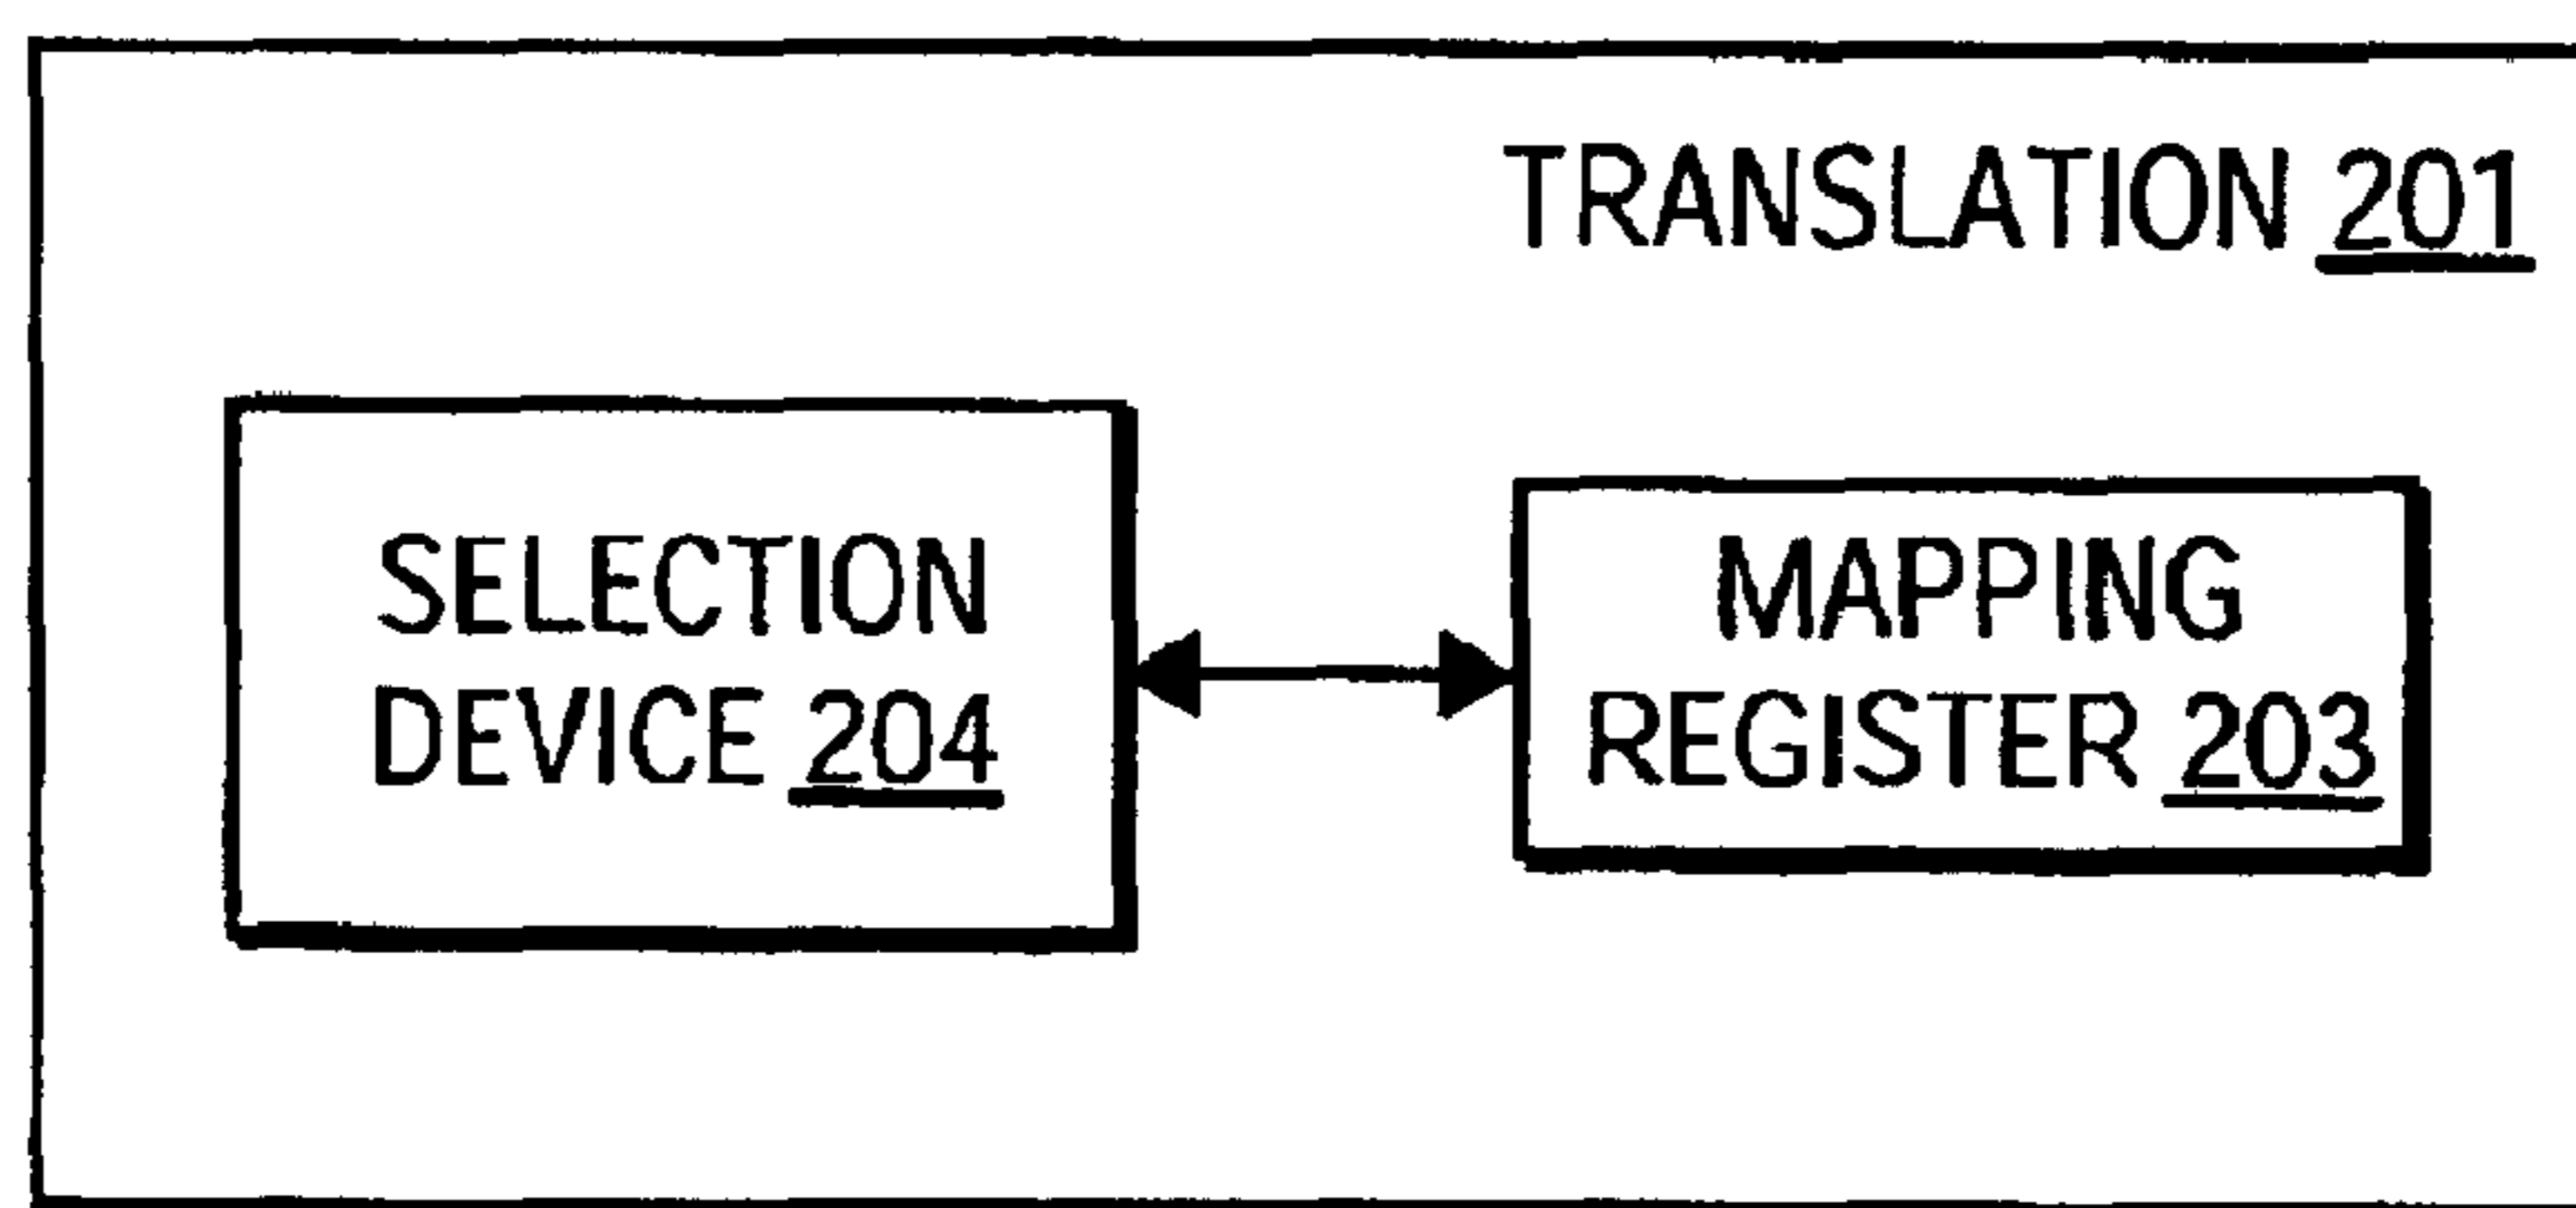 TRANSLATION 201
SELECTION
DEVICE 204
MAPPING
REGISTER 203